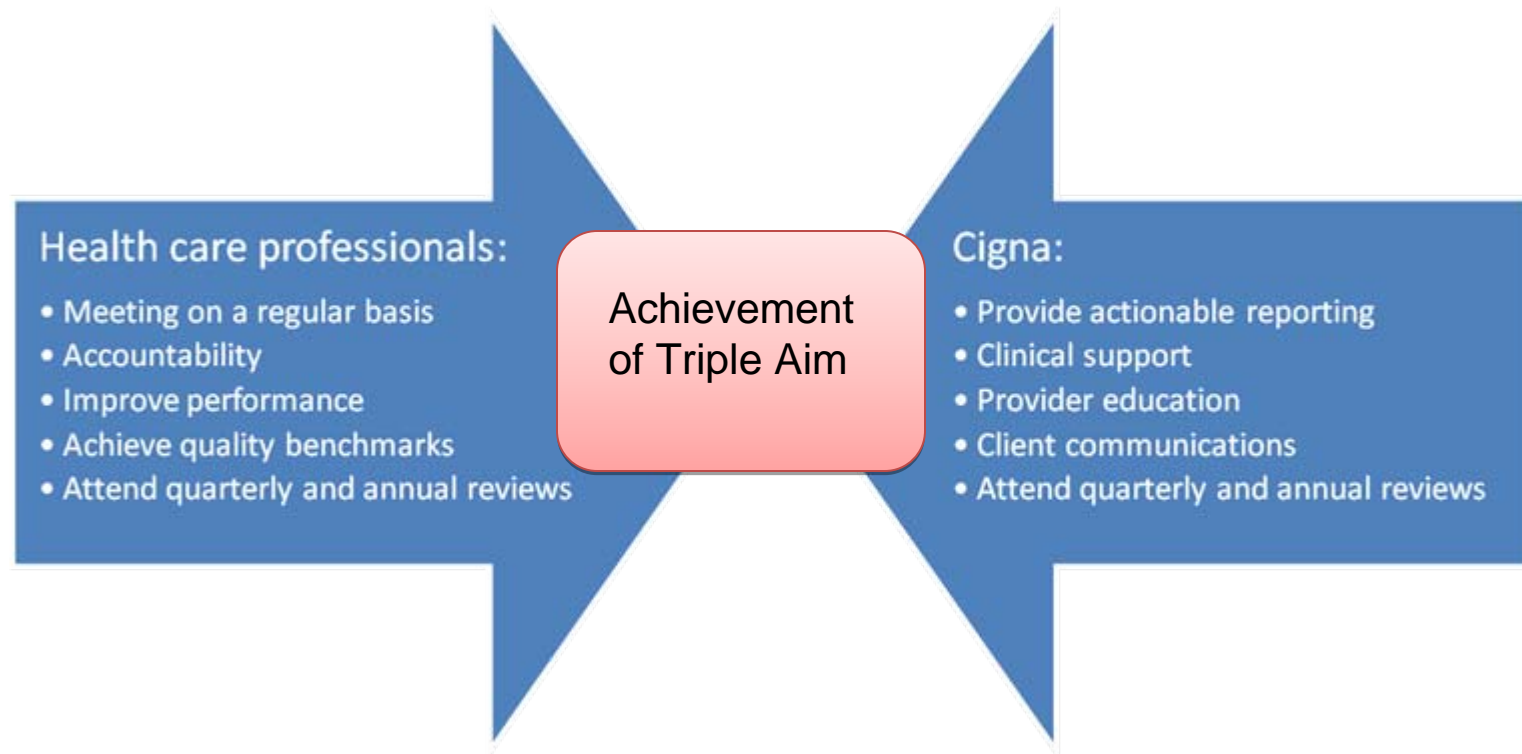 Health care professionals:
• Meeting on a regular basis
• Accountability
• Improve performance
• Achieve quality benchmarks
• Attend quarterly and annual reviews
Achievement
of Triple Aim
Cigna:
• Provide actionable reporting
• Clinical support
• Provider education
• Client communications
• Attend quarterly and annual reviews